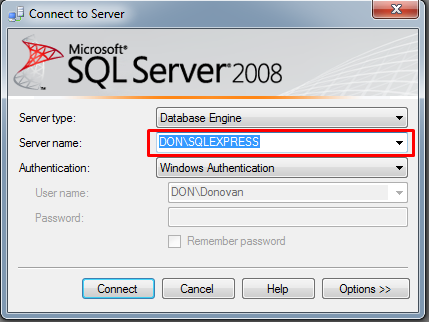 Connect to Server
Microsoft®
SQL Server® 2008
Server type: Database Engine
Server name: DON\SQLEXPRESS
Authentication: Windows Authentication
User name: DON\Donovan
Password:
Remember password
Connect Cancel Help Options >>